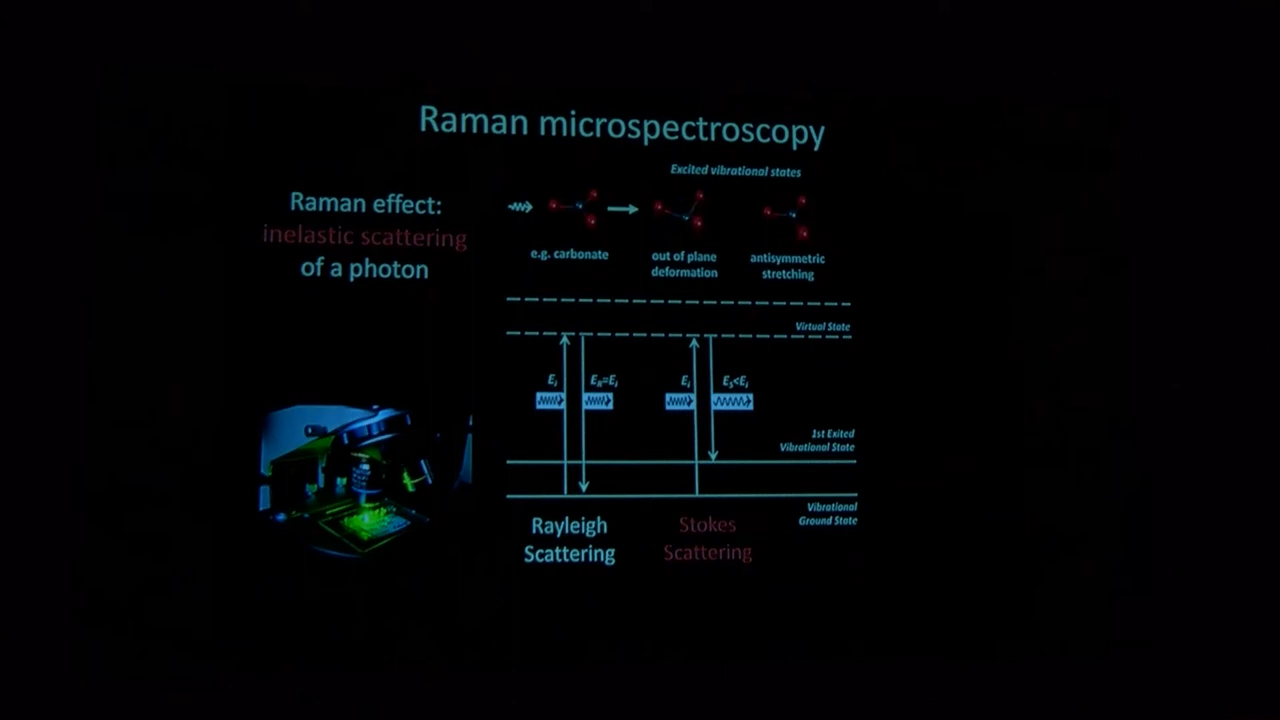 Raman microspectroscopy
Raman effect:
inelastic scattering
of a photon
Excited vibrational states
e.g. carbonate
out of plane
deformation
antisymmetric
stretching
Virtual State
Ei
ER=Ei
Ei
ES<Ei
1st Exited
Vibrational State
Vibrational
Ground State
Rayleigh
Scattering
Stokes
Scattering